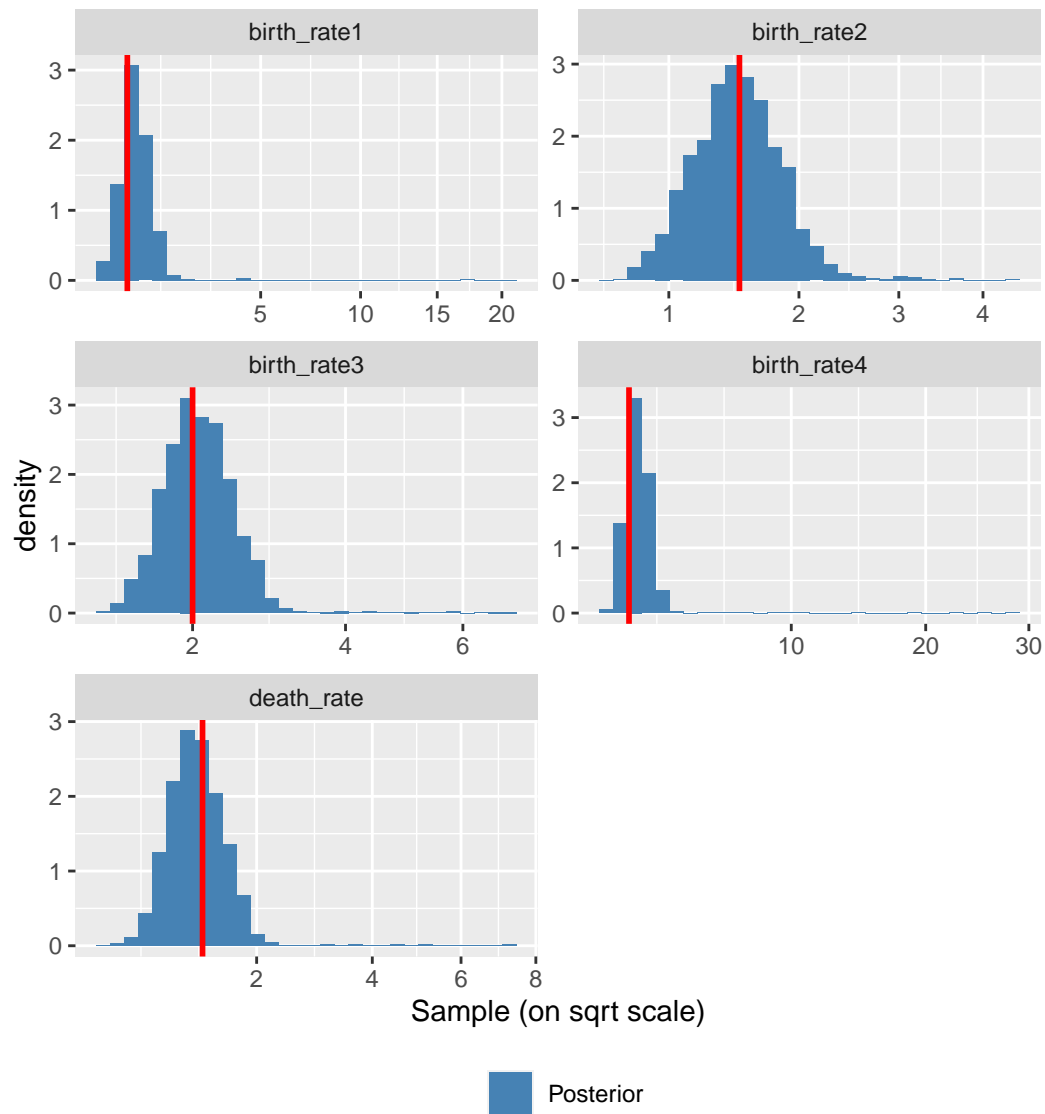 birth_rate1
birth_rate2
3
2
1
0
5 10 15 20
3
2
1
0
1 2 3 4
birth_rate3
birth_rate4
3
2
1
0
2 4 6
3
2
1
0
10 20 30
density
death_rate
3
2
1
0
2 4 6 8
Sample (on sqrt scale)
Posterior